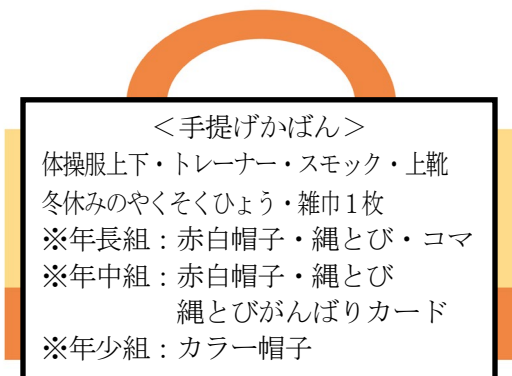 ＜手提げかばん＞
体操服上下・トレーナー・スモック・上靴
冬休みのやくそくひょう・雑巾１枚
※年長組：赤白帽子・縄とび・コマ
※年中組：赤白帽子・縄とび
縄とびがんばりカード
※年少組：カラー帽子